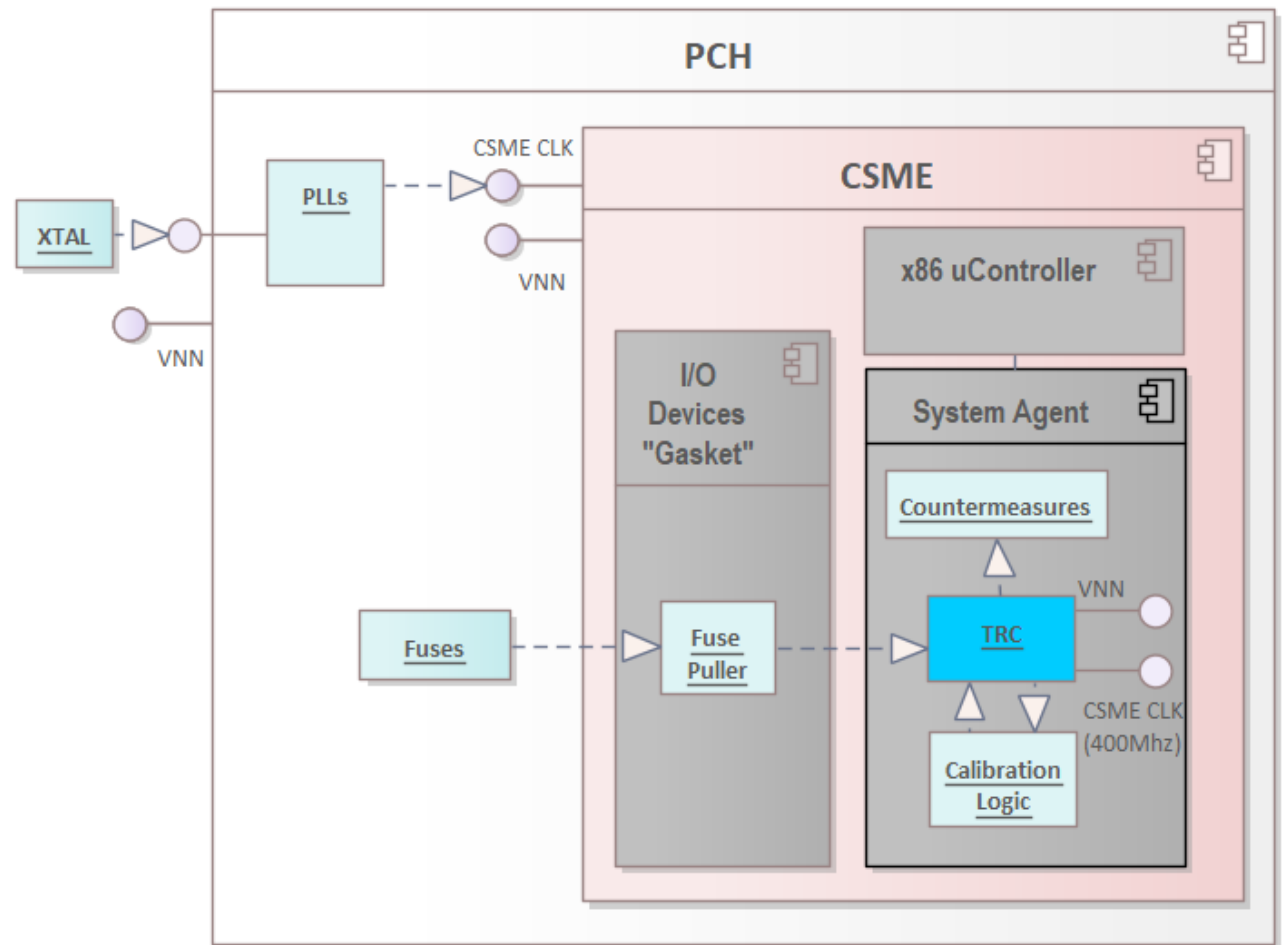 PCH
CSME CLK
CSME
PLLs
XTAL
VNN
VNN
x86 uController
I/O
Devices
"Gasket"
System Agent
Countermeasures
VNN
TRC
Fuses
Fuse
Puller
CSME CLK
(400Mhz)
Calibration
Logic